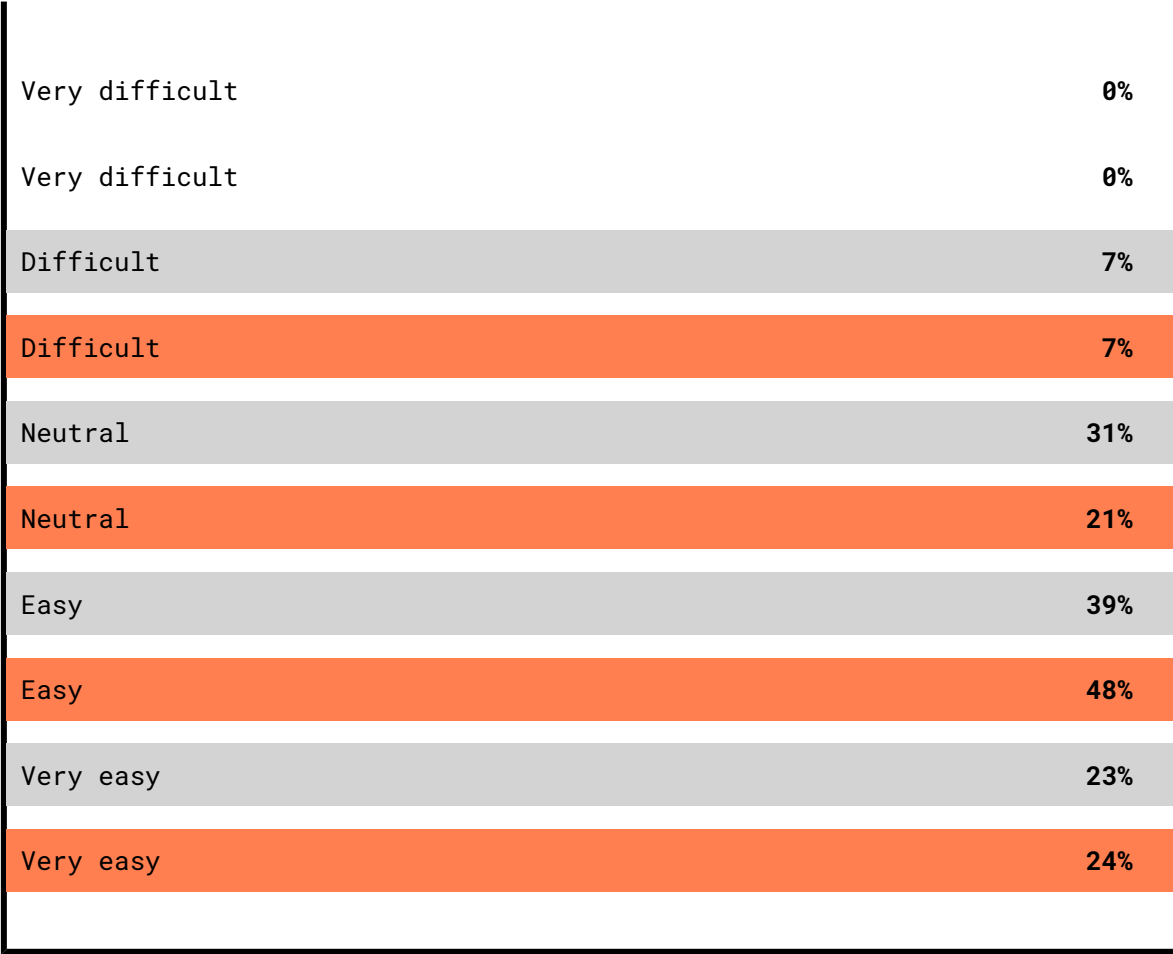 Very difficult 0%
Very difficult 0%
Difficult 7%
Difficult 7%
Neutral 31%
Neutral 21%
Easy 39%
Easy 48%
Very easy 23%
Very easy 24%